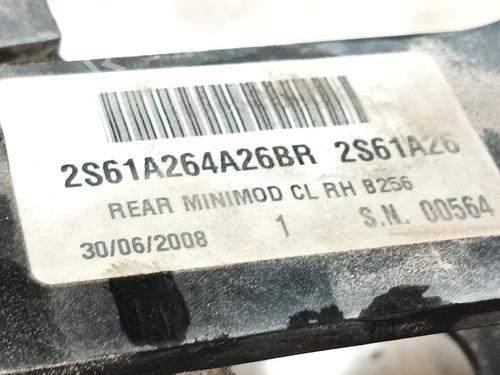 2S61A264A26BR 2S61A26
REAR MINIMOD CL RH B256
30/06/2008 1 S.N. 00564